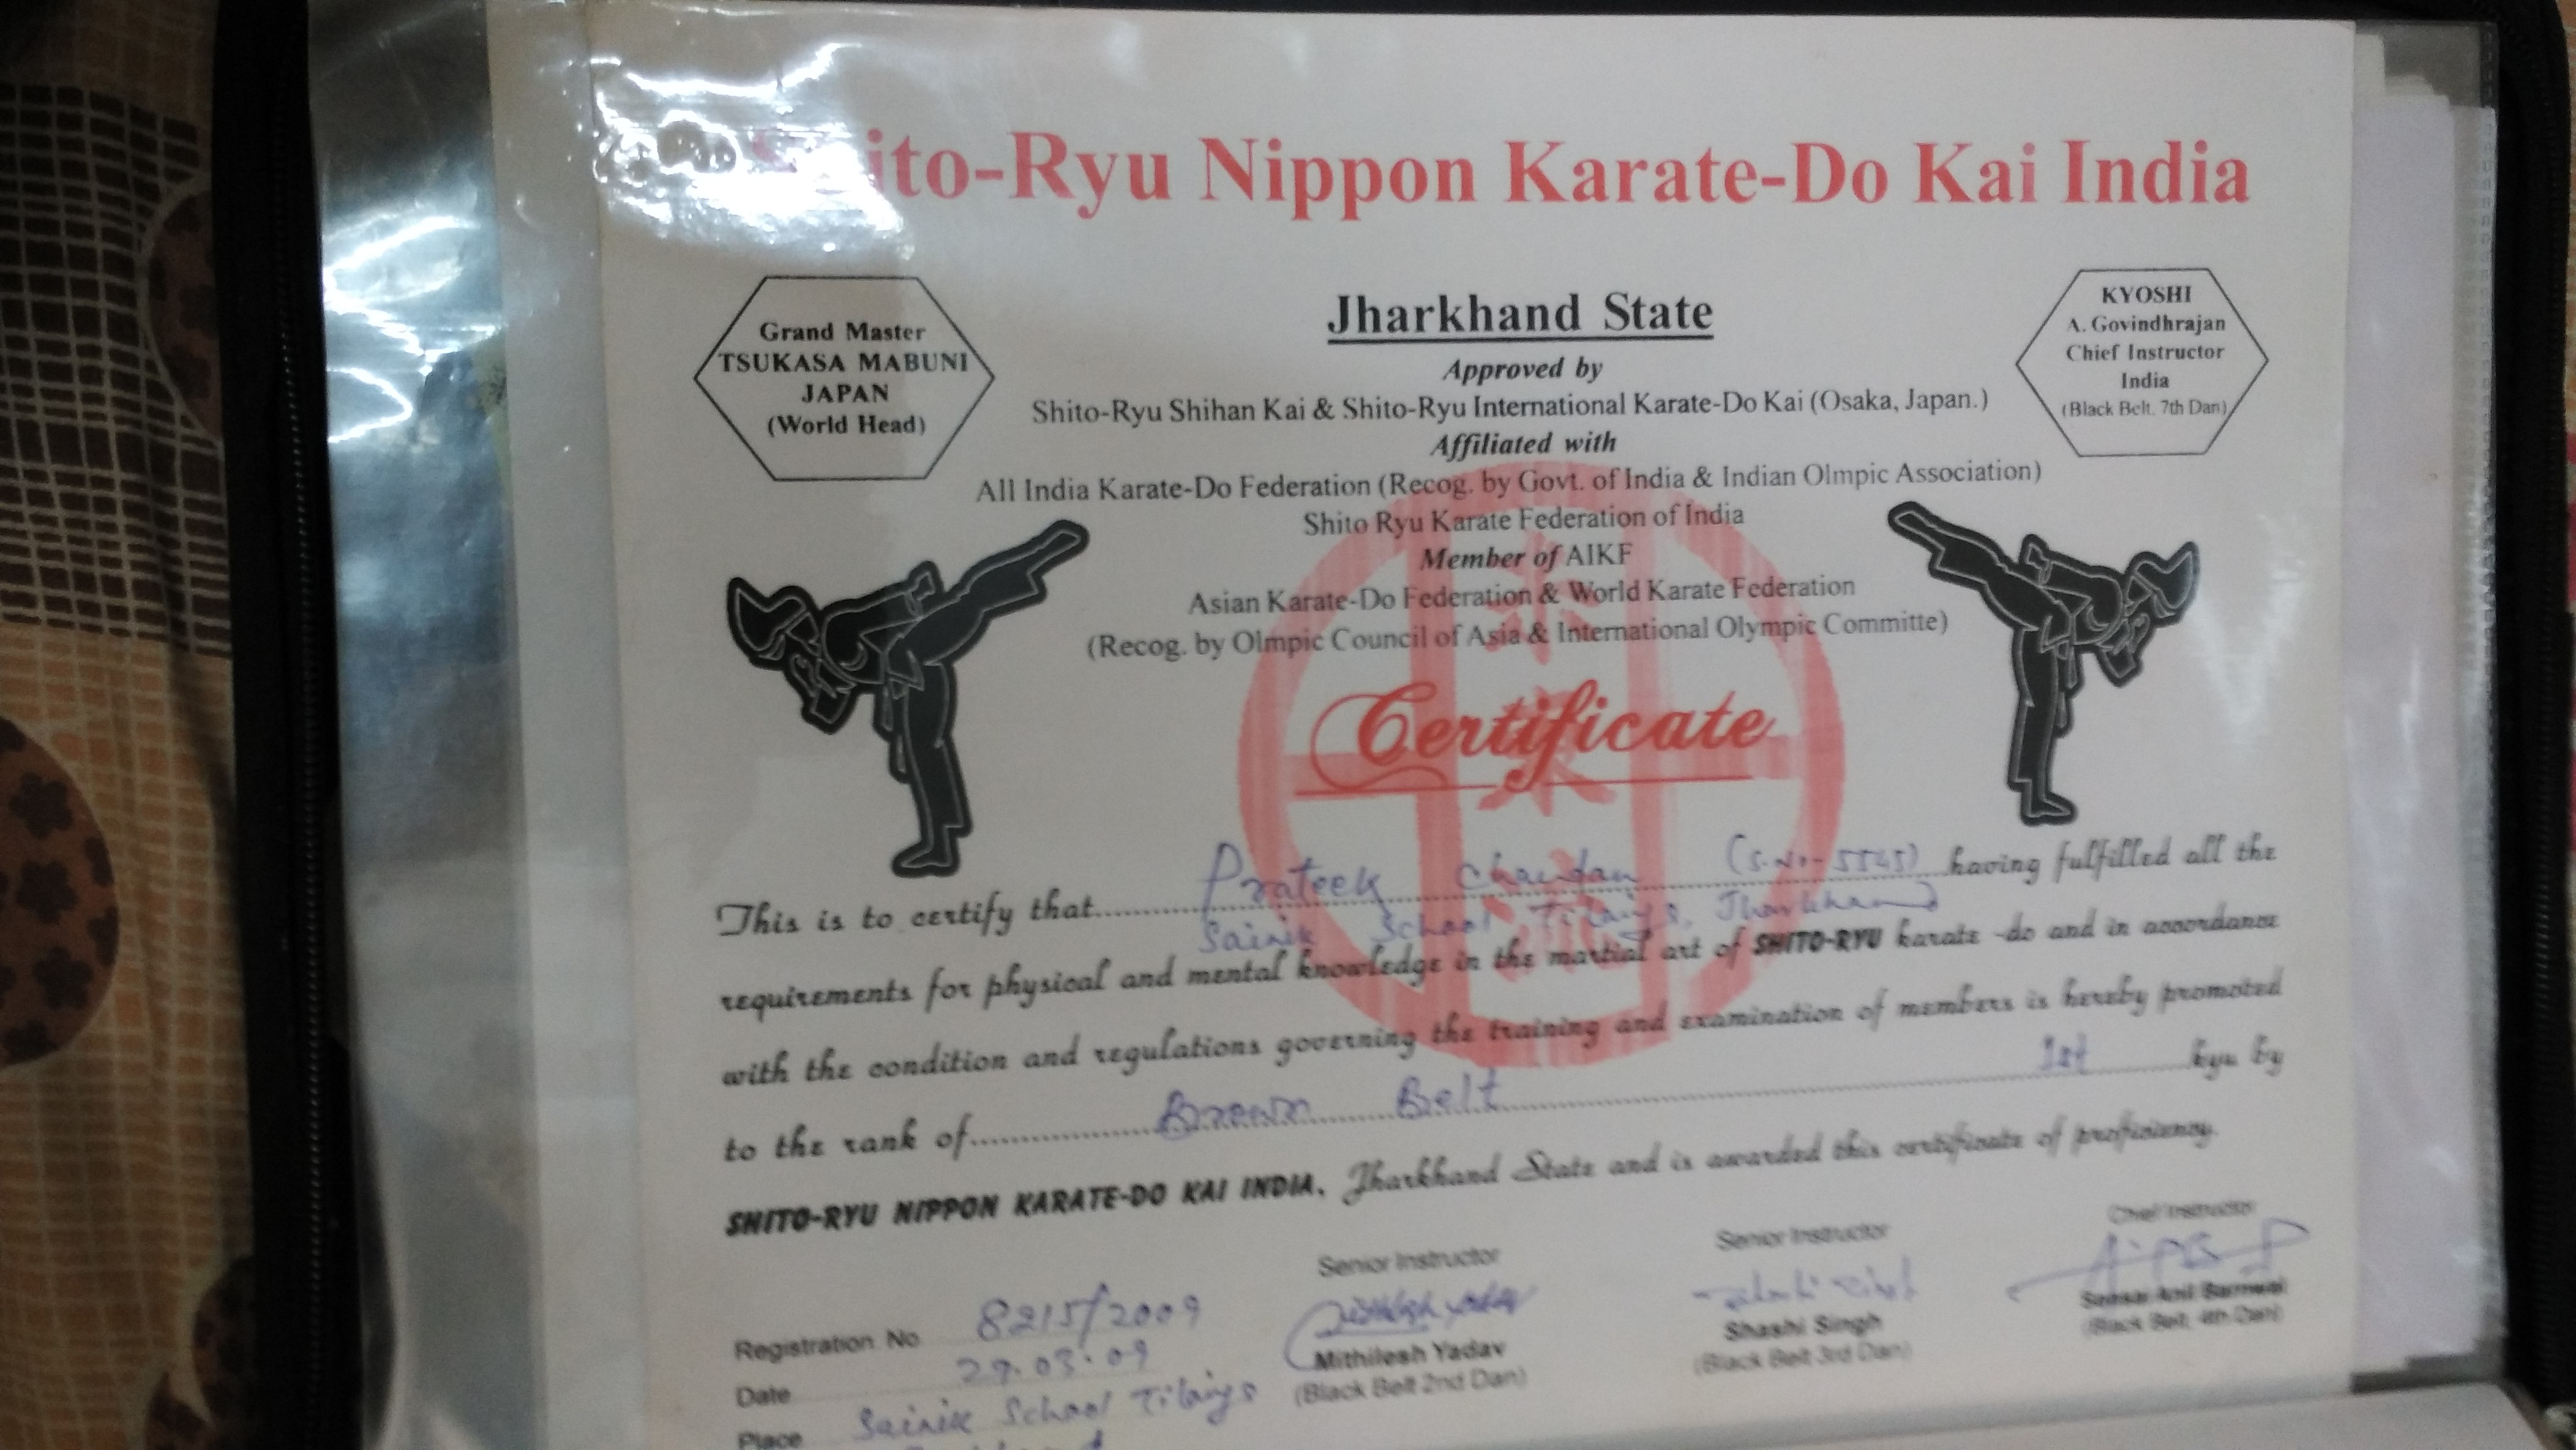 Shito-Ryu Nippon Karate-Do Kai India
Grand Master
TSUKASA MABUNI
JAPAN
(World Head)
Jharkhand State
Approved by
Shito-Ryu Shihan Kai & Shito-Ryu International Karate-Do Kai (Osaka, Japan.)
Affiliated with
All India Karate-Do Federation (Recog. by Govt. of India & Indian Olmpic Association)
Shito Ryu Karate Federation of India
Member of AIKF
Asian Karate-Do Federation & World Karate Federation
(Recog. by Olmpic Council of Asia & International Olympic Committe)
KYOSHI
A. Govindhrajan
Chief Instructor
India
(Black Belt, 7th Dan)
Certificate
This is to certify that Prateek Chandan (S.No- 5545) having fulfilled all the
Sainik School Tilaiya, Jharkhand
requirements for physical and mental knowledge in the martial art of SHITO-RYU karate -do and in accordance
with the condition and regulations governing the training and examination of members is hereby promoted
to the rank of Brown Belt 1st kyu by
SHITO-RYU NIPPON KARATE-DO KAI INDIA. Jharkhand State and is awarded this certificate of proficiency.
Registration No 8215/2009
Date 29.03.09
Place Sainik School Tilaiya
Senior Instructor
Mithilesh Yadav
(Black Belt 2nd Dan)
Senior Instructor
Shashi Singh
(Black Belt 3rd Dan)
Chief Instructor
Sensai Anil Barnwal
(Black Belt, 4th Dan)